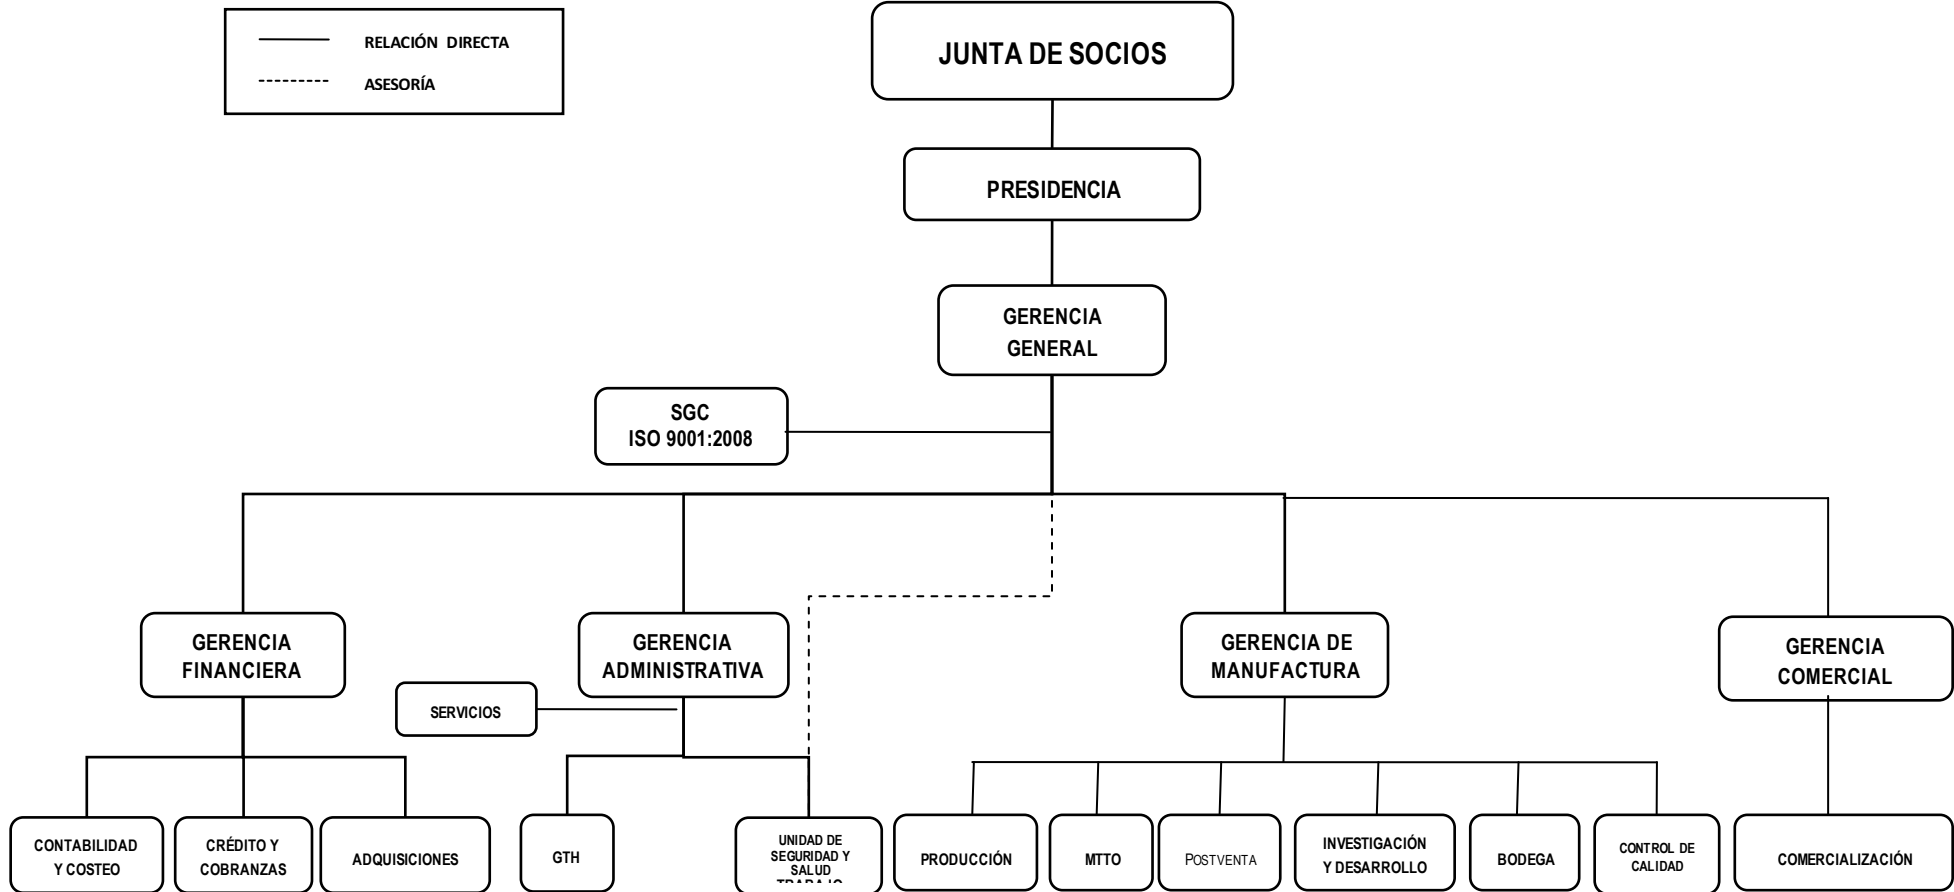 RELACIÓN DIRECTA
ASESORÍA
JUNTA DE SOCIOS
PRESIDENCIA
GERENCIA
GENERAL
SGC
ISO 9001:2008
GERENCIA
FINANCIERA
GERENCIA
ADMINISTRATIVA
GERENCIA DE
MANUFACTURA
GERENCIA
COMERCIAL
SERVICIOS
CONTABILIDAD
Y COSTEO
CRÉDITO Y
COBRANZAS
ADQUISICIONES
GTH
UNIDAD DE
SEGURIDAD Y
SALUD
TRABAJO
PRODUCCIÓN
MTTO
POSTVENTA
INVESTIGACIÓN
Y DESARROLLO
BODEGA
CONTROL DE
CALIDAD
COMERCIALIZACIÓN